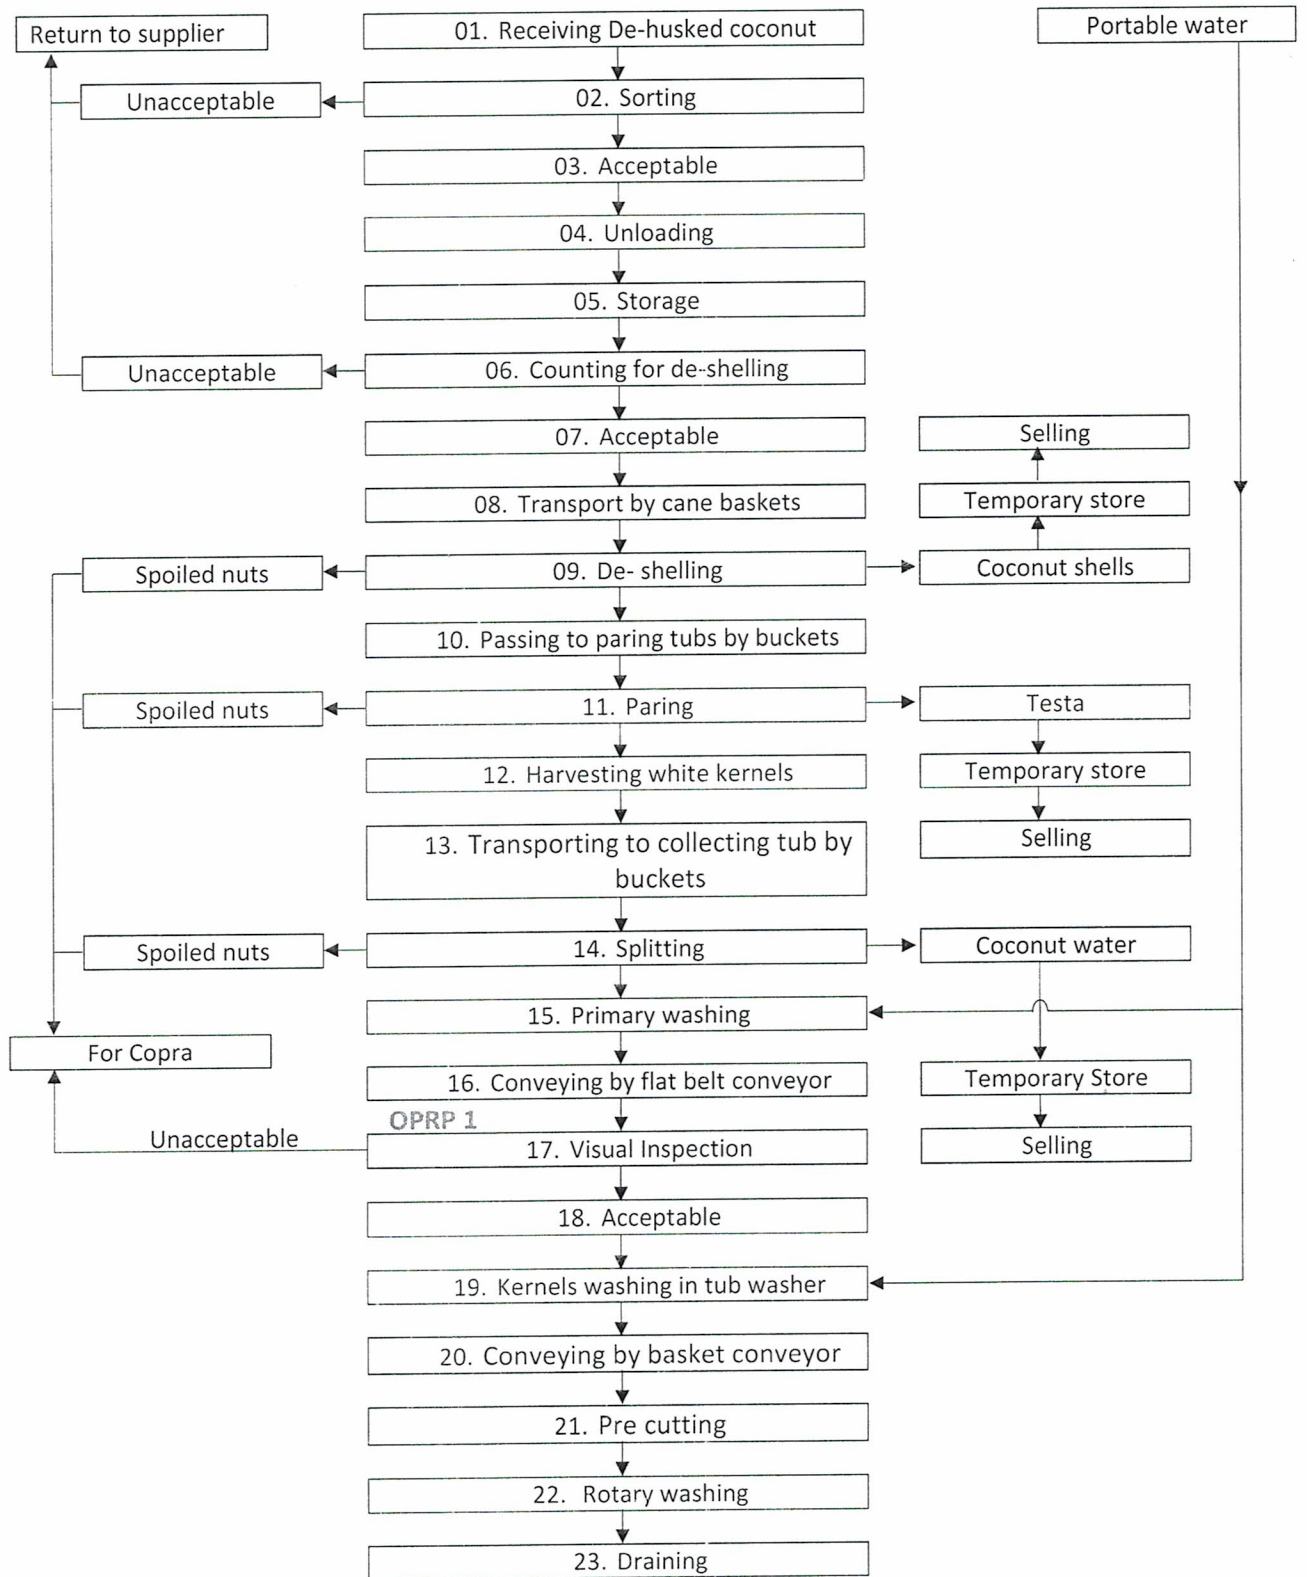 Return to supplier
01. Receiving De-husked coconut
Portable water
Unacceptable
02. Sorting
03. Acceptable
04. Unloading
05. Storage
Unacceptable
06. Counting for de-shelling
07. Acceptable
Selling
08. Transport by cane baskets
Temporary store
Spoiled nuts
09. De- shelling
Coconut shells
10. Passing to paring tubs by buckets
Spoiled nuts
11. Paring
Testa
12. Harvesting white kernels
Temporary store
13. Transporting to collecting tub by
buckets
Selling
Spoiled nuts
14. Splitting
Coconut water
15. Primary washing
For Copra
16. Conveying by flat belt conveyor
Temporary Store
OPRP 1
Unacceptable
17. Visual Inspection
Selling
18. Acceptable
19. Kernels washing in tub washer
20. Conveying by basket conveyor
21. Pre cutting
22. Rotary washing
23. Draining